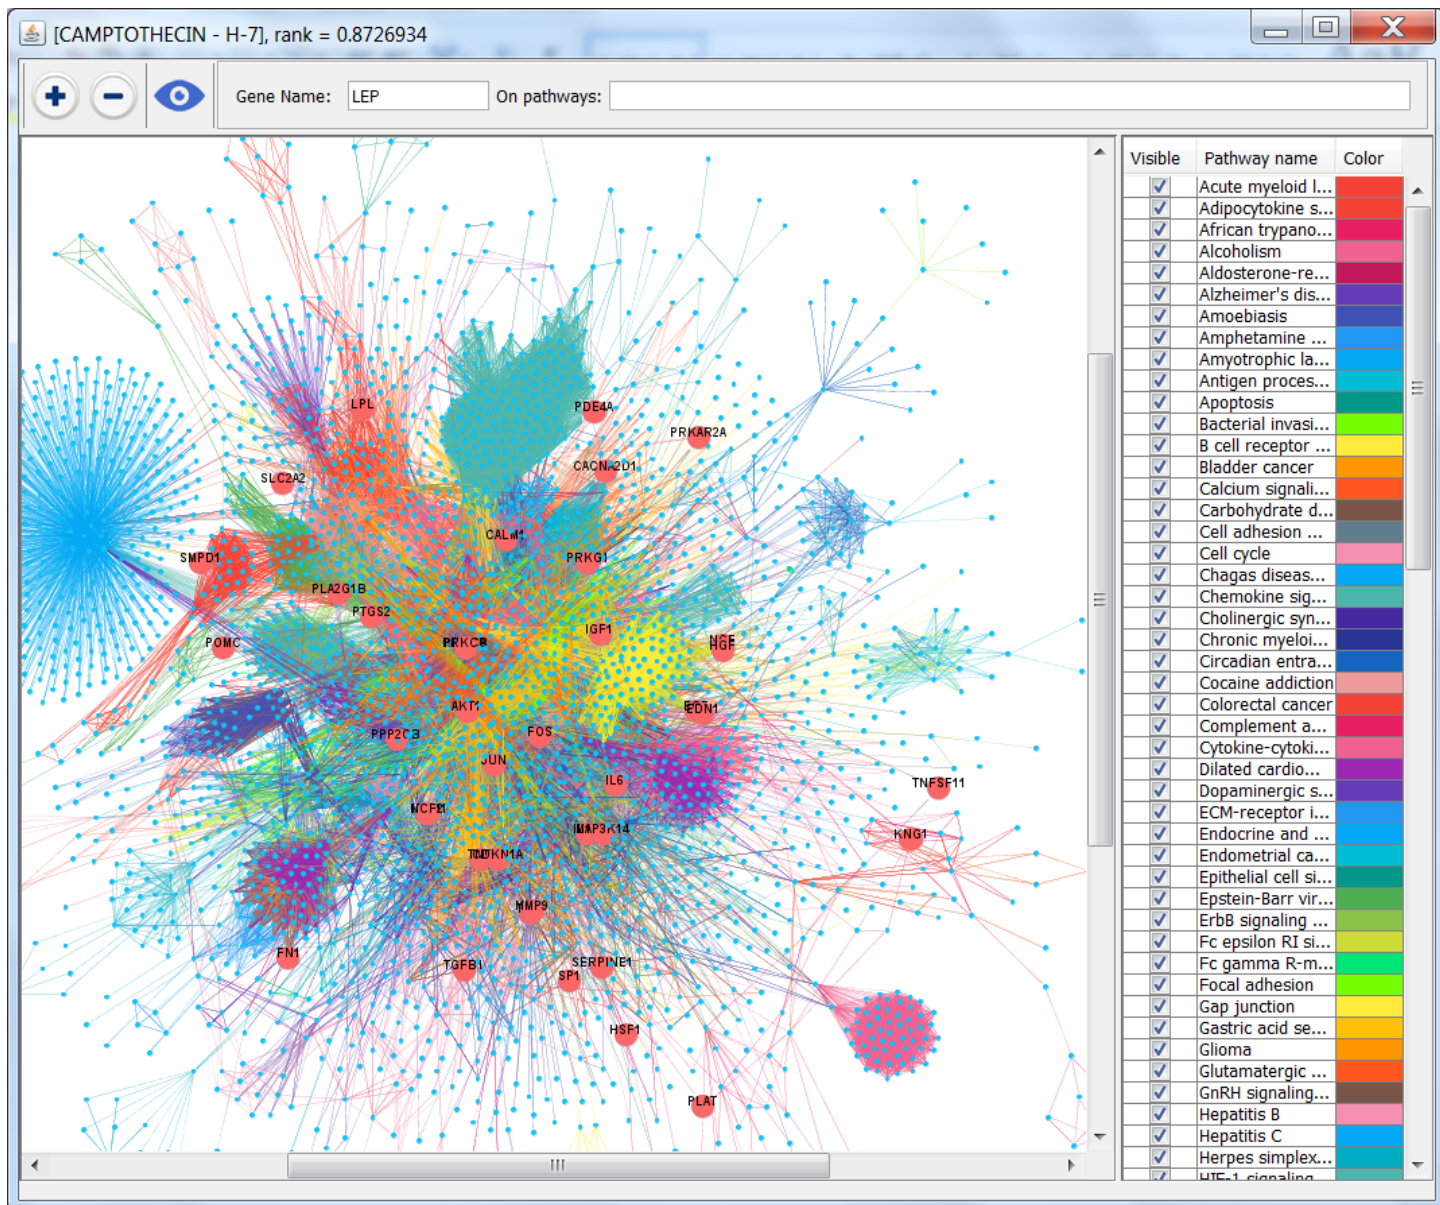 [CAMPTOTHECIN - H-7], rank = 0.8726934
Gene Name: LEP On pathways:
Visible Pathway name Color
Acute myeloid l...
Adipocytokine s...
African trypano...
Alcoholism
Aldosterone-re...
Alzheimer's dis...
Amoebiasis
Amphetamine ...
Amyotrophic la...
Antigen proces...
Apoptosis
Bacterial invasi...
B cell receptor ...
Bladder cancer
Calcium signali...
Carbohydrate d...
Cell adhesion ...
Cell cycle
Chagas diseas...
Chemokine sig...
Cholinergic syn...
Chronic myeloi...
Circadian entra...
Cocaine addiction
Colorectal cancer
Complement a...
Cytokine-cytoki...
Dilated cardio...
Dopaminergic s...
ECM-receptor i...
Endocrine and ...
Endometrial ca...
Epithelial cell si...
Epstein-Barr vir...
ErbB signaling ...
Fc epsilon RI si...
Fc gamma R-m...
Focal adhesion
Gap junction
Gastric acid se...
Glioma
Glutamatergic ...
GnRH signaling...
Hepatitis B
Hepatitis C
Herpes simplex...
HIF-1 signaling
LPL
PDE4A
PRKAR2A
CACNA2D1
SLC2A2
CALM1
SMPD1
PRKG1
PLA2G1B
PTGS2
IGF1
POMC
HGF
AKT1
EDN1
FOS
JUN
IL6
TNFSF11
KNG1
MMP9
FN1
TGFB1
SERPINE1
SP1
HSF1
PLAT